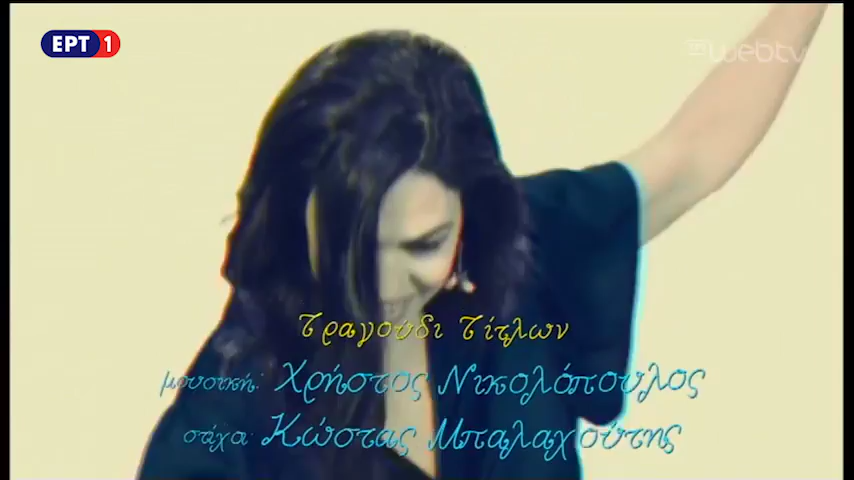 ΕΡΤ 1
webtv
Τραγούδι Τίτλων
μουσική: Χρήστος Νικολόπουλος
στίχοι: Κώστας Μπαλαχούτης